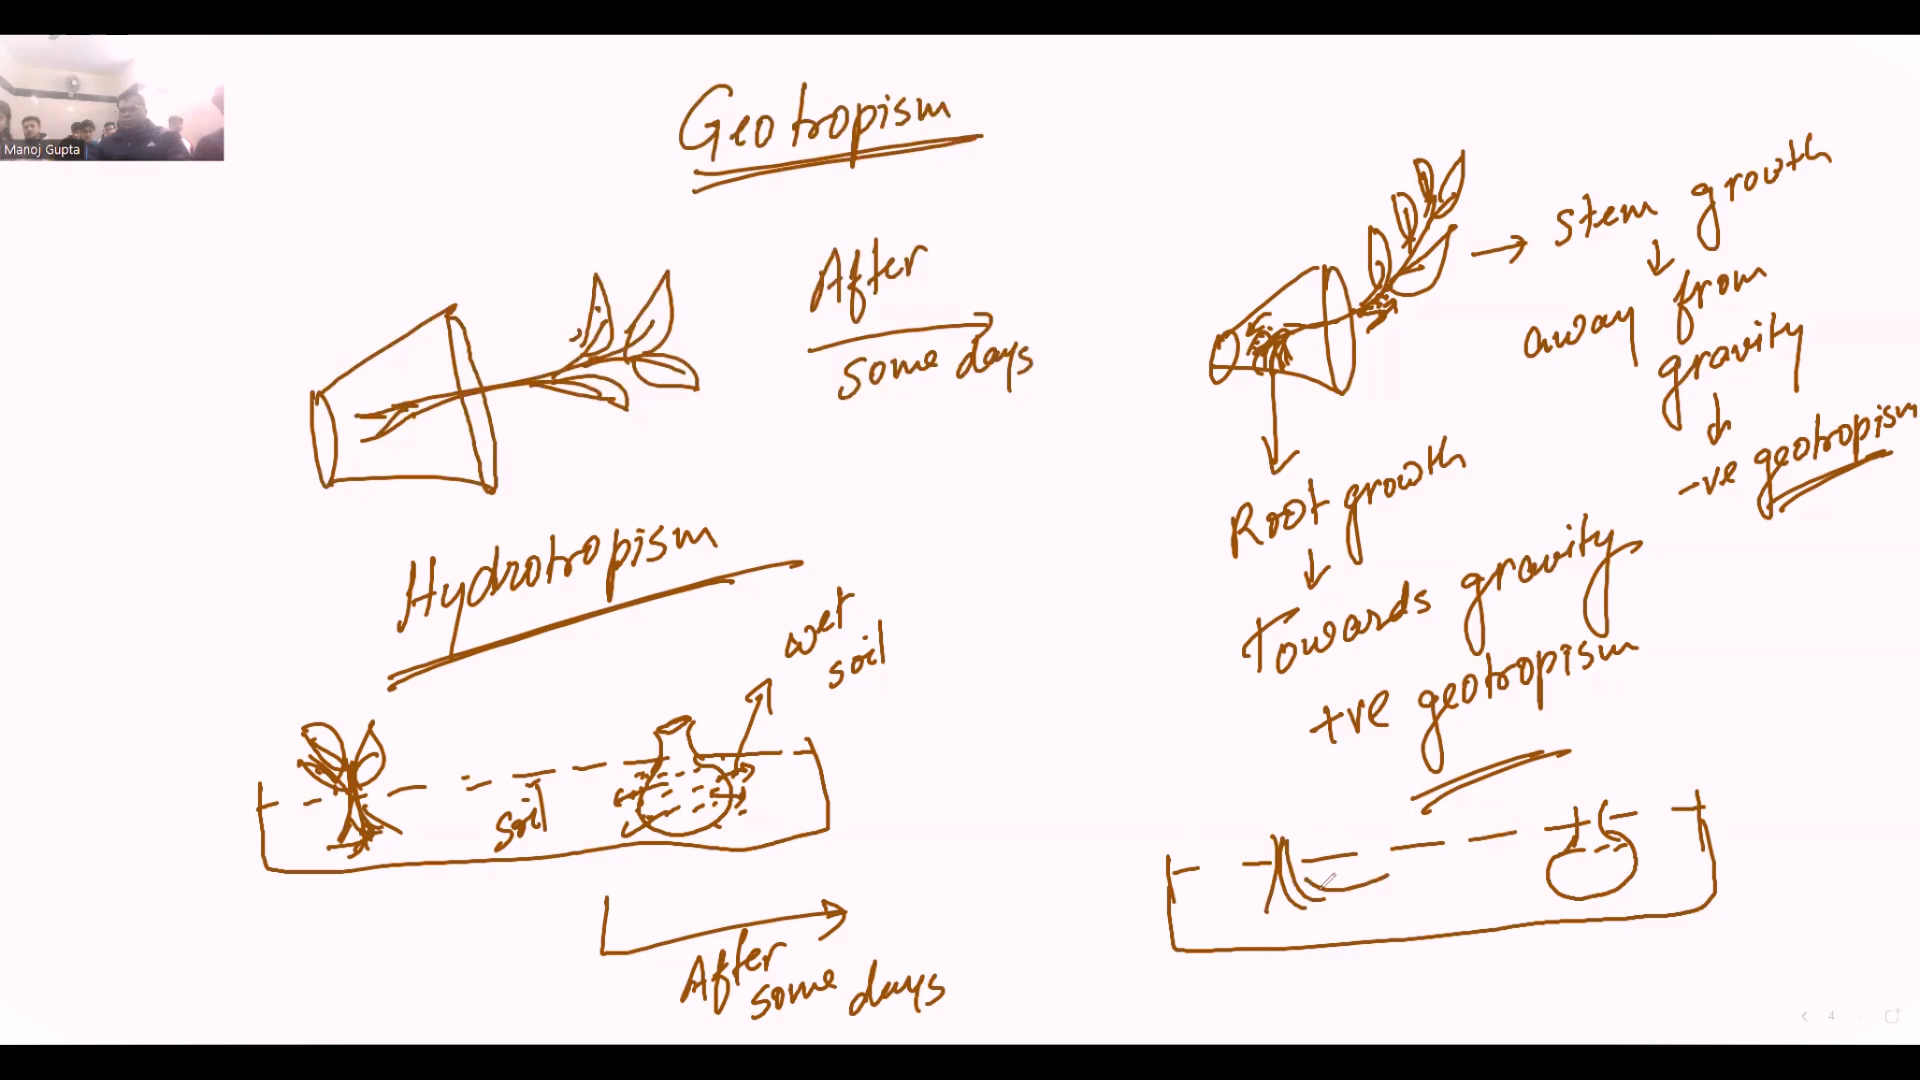 Manoj Gupta
Geotropism
After
some days
stem growth
away from
gravity
-ve geotropism
Root growth
Towards gravity
+ve geotropism
Hydrotropism
wet
soil
soil
After
some days
4